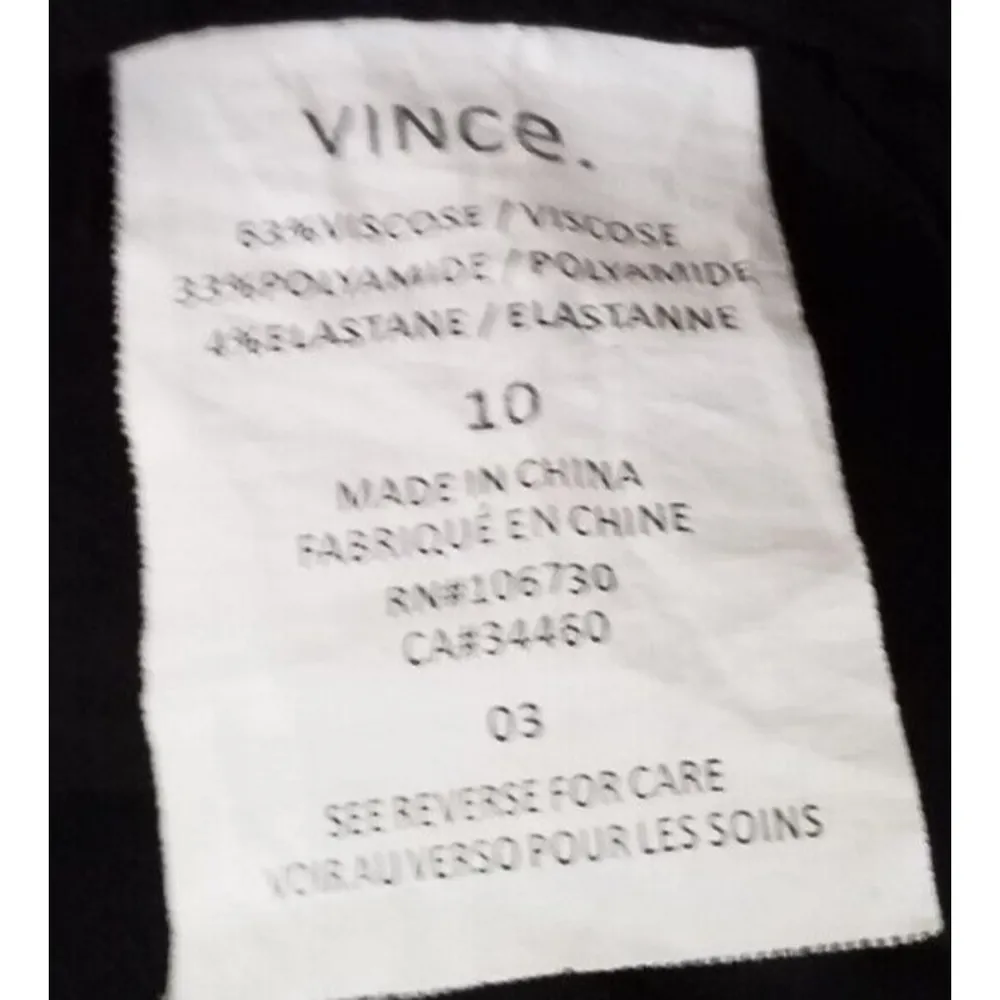 VINCe.
63%VISCOSE / VISCOSE
33%POLYAMIDE / POLYAMIDE
4%ELASTANE / ELASTANNE
10
MADE IN CHINA
FABRIQUÉ EN CHINE
RN#106730
CA#34460
03
SEE REVERSE FOR CARE
VOIR AU VERSO POUR LES SOINS